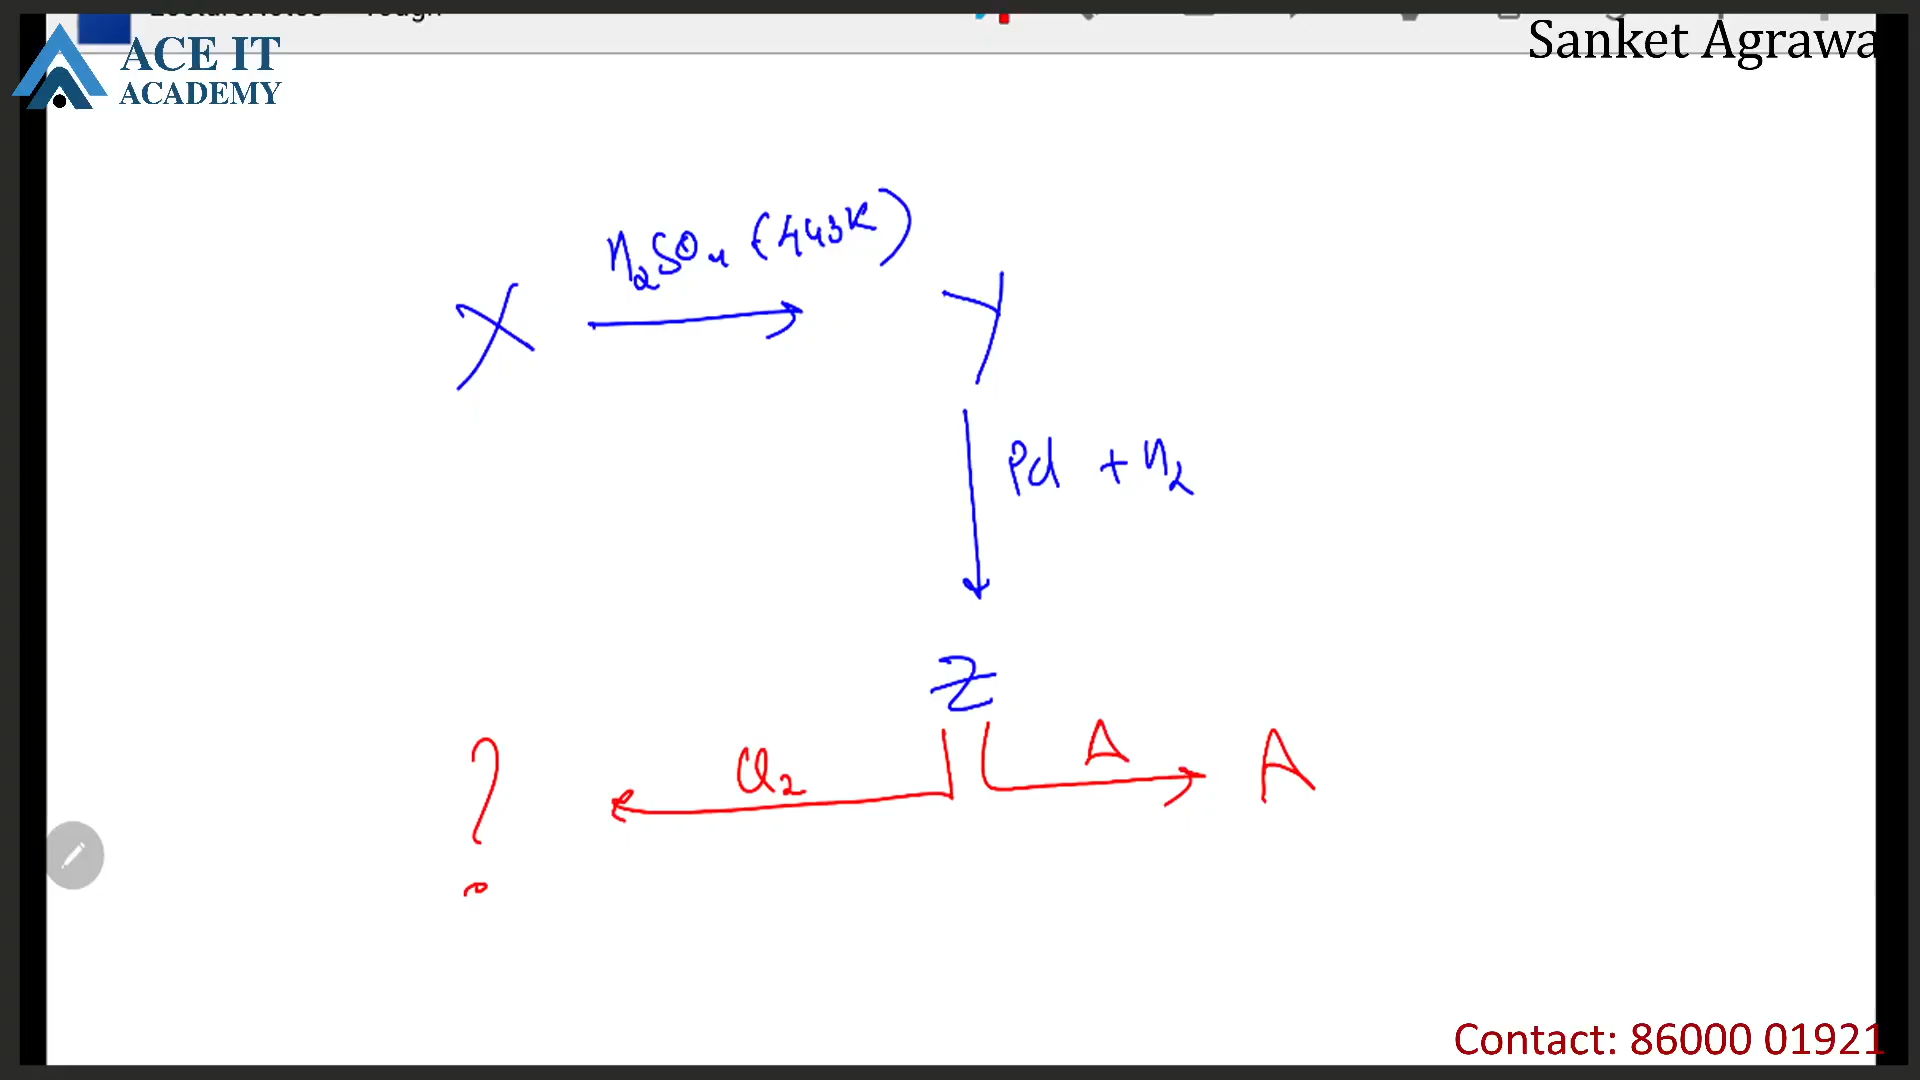 Sanket Agrawa
ACE IT
ACADEMY
H₂SO₄ (443K)
X
Y
Pd + H₂
Z
?
Cl₂
Δ
A
Contact: 86000 01921